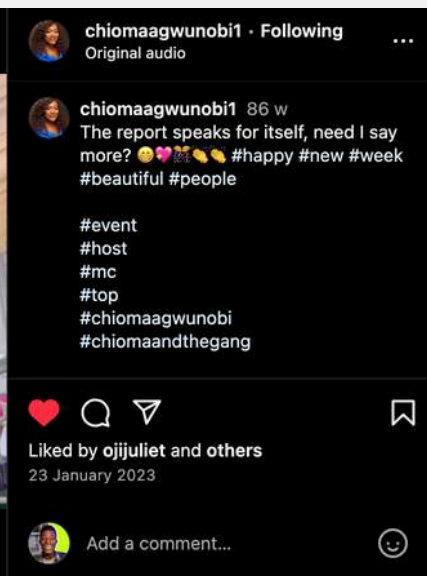 chiomaagwunobi1 • Following
Original audio
chiomaagwunobi1 86 w
The report speaks for itself, need I say
more? 😁💖🎊👏👏 #happy #new #week
#beautiful #people
#event
#host
#mc
#top
#chiomaagwunobi
#chiomaandthegang
Liked by ojijuliet and others
23 January 2023
Add a comment...